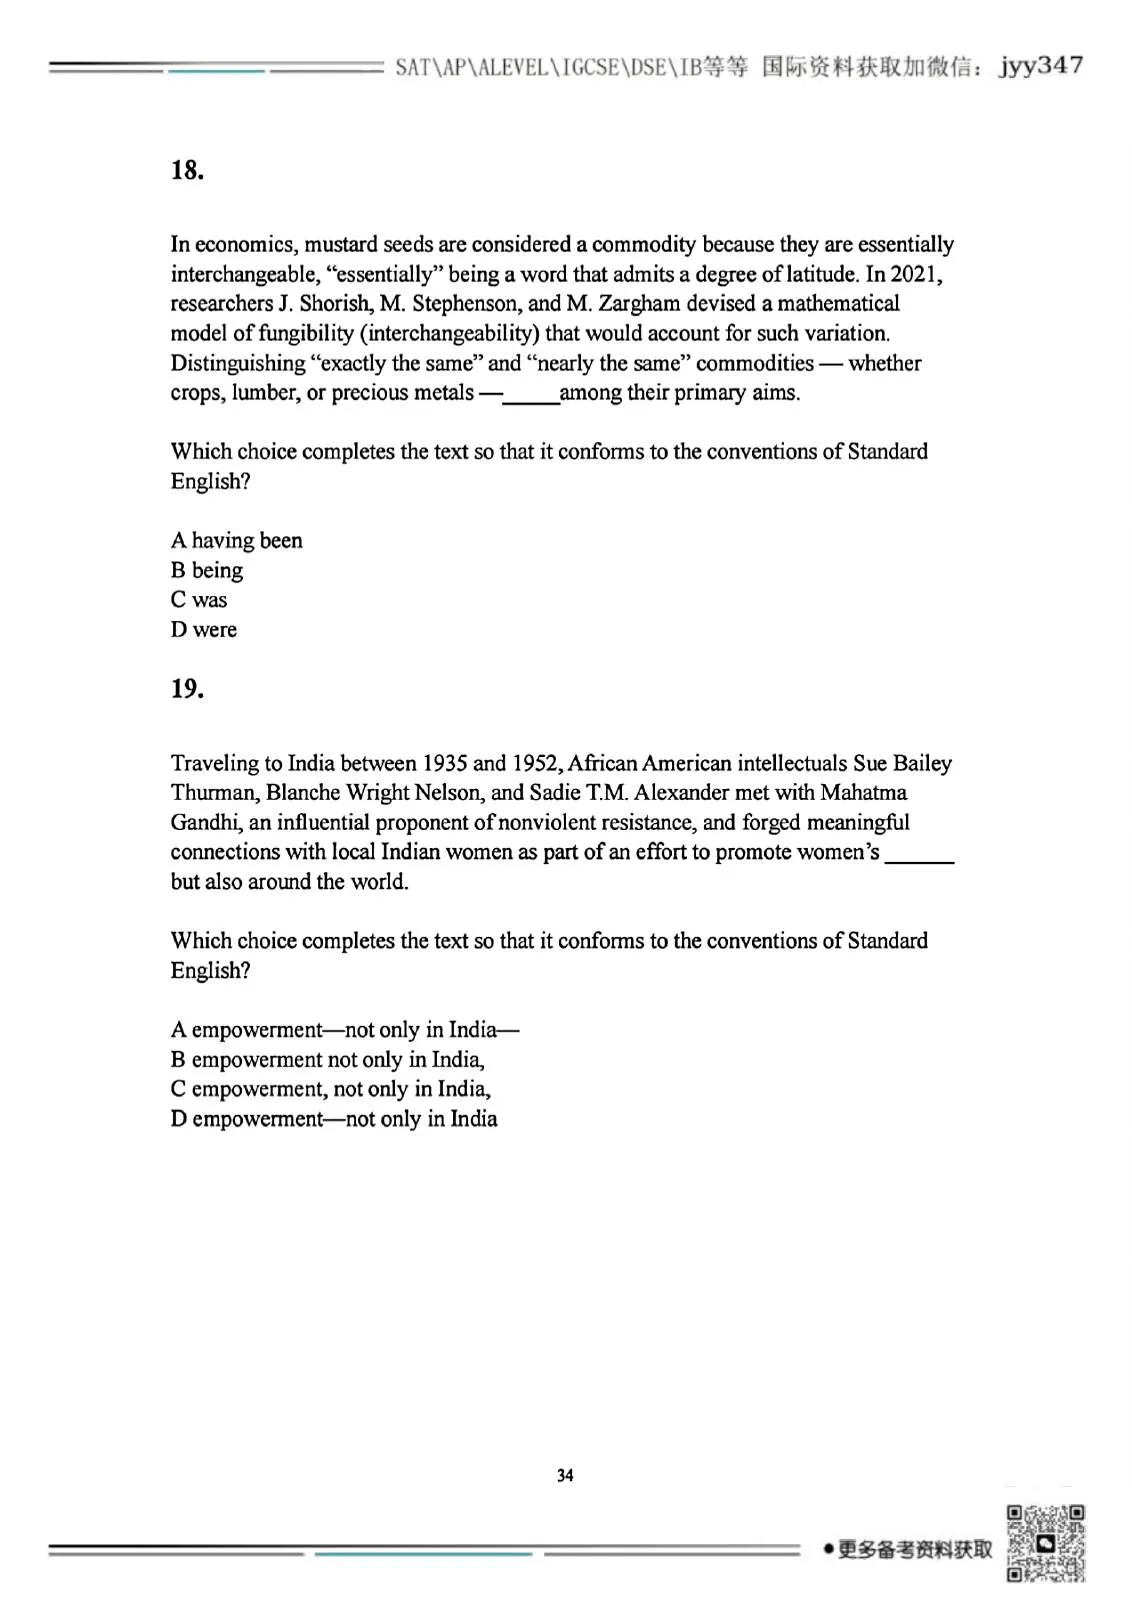 SAT\AP\ALEVEL\IGCSE\DSE\IB等等 国际资料获取加微信: jyy347
18.
In economics, mustard seeds are considered a commodity because they are essentially
interchangeable, “essentially” being a word that admits a degree of latitude. In 2021,
researchers J. Shorish, M. Stephenson, and M. Zargham devised a mathematical
model of fungibility (interchangeability) that would account for such variation.
Distinguishing “exactly the same” and “nearly the same” commodities — whether
crops, lumber, or precious metals —_____among their primary aims.
Which choice completes the text so that it conforms to the conventions of Standard
English?
A having been
B being
C was
D were
19.
Traveling to India between 1935 and 1952, African American intellectuals Sue Bailey
Thurman, Blanche Wright Nelson, and Sadie T.M. Alexander met with Mahatma
Gandhi, an influential proponent of nonviolent resistance, and forged meaningful
connections with local Indian women as part of an effort to promote women’s ______
but also around the world.
Which choice completes the text so that it conforms to the conventions of Standard
English?
A empowerment—not only in India—
B empowerment not only in India,
C empowerment, not only in India,
D empowerment—not only in India
34
●更多备考资料获取